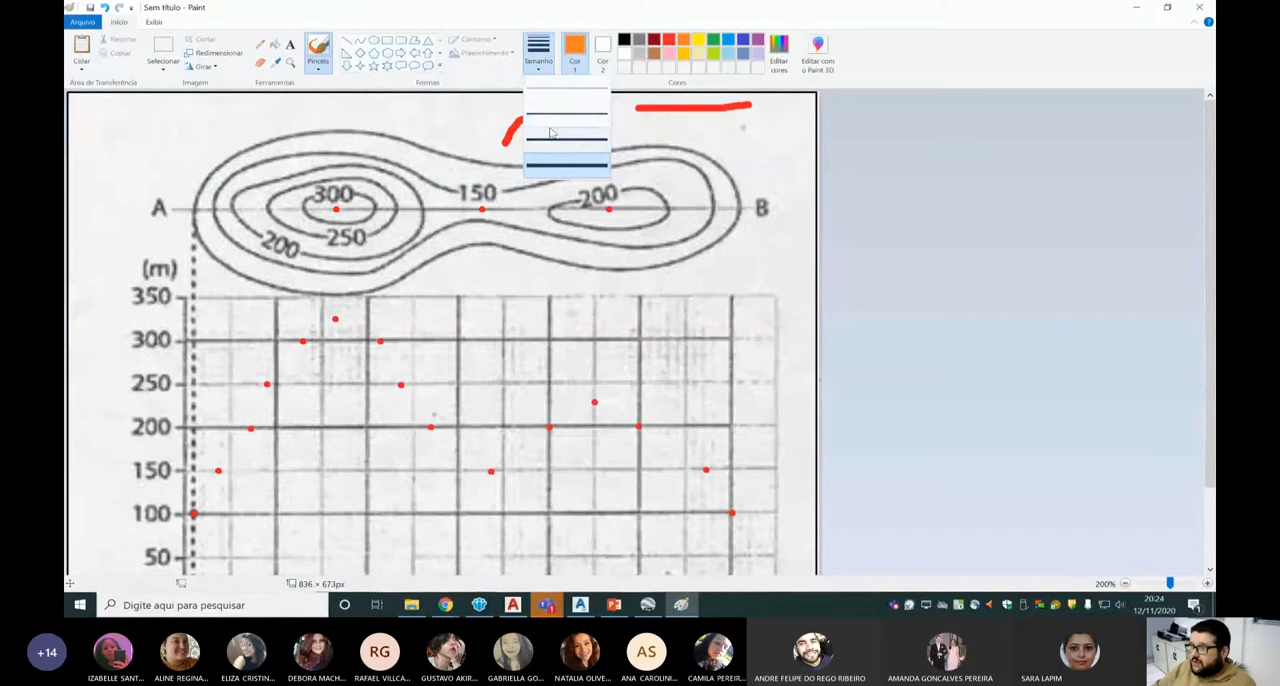 Sem título - Paint
Arquivo Início Exibir
Colar
Recortar
Copiar
Área de Transferência
Selecionar
Cortar
Redimensionar
Girar
Imagem
A
Ferramentas
Pincéis
Contorno
Preenchimento
Formas
Tamanho
Cor 1
Cor 2
Editar cores
Editar com o Paint 3D
Cores
A 300 150 200 B
200 250
(m)
350
300
250
200
150
100
50
836 × 673px
200%
Digite aqui para pesquisar
20:24
12/11/2020
+14
IZABELLE SANT...
ALINE REGINA...
ELIZA CRISTIN...
DEBORA MACH...
RG
RAFAEL VILLCA...
GUSTAVO AKIR...
GABRIELLA GO...
NATALIA OLIVE...
AS
ANA CAROLINI...
CAMILA PEREIR...
ANDRE FELIPE DO REGO RIBEIRO
AMANDA GONCALVES PEREIRA
SARA LAPIM